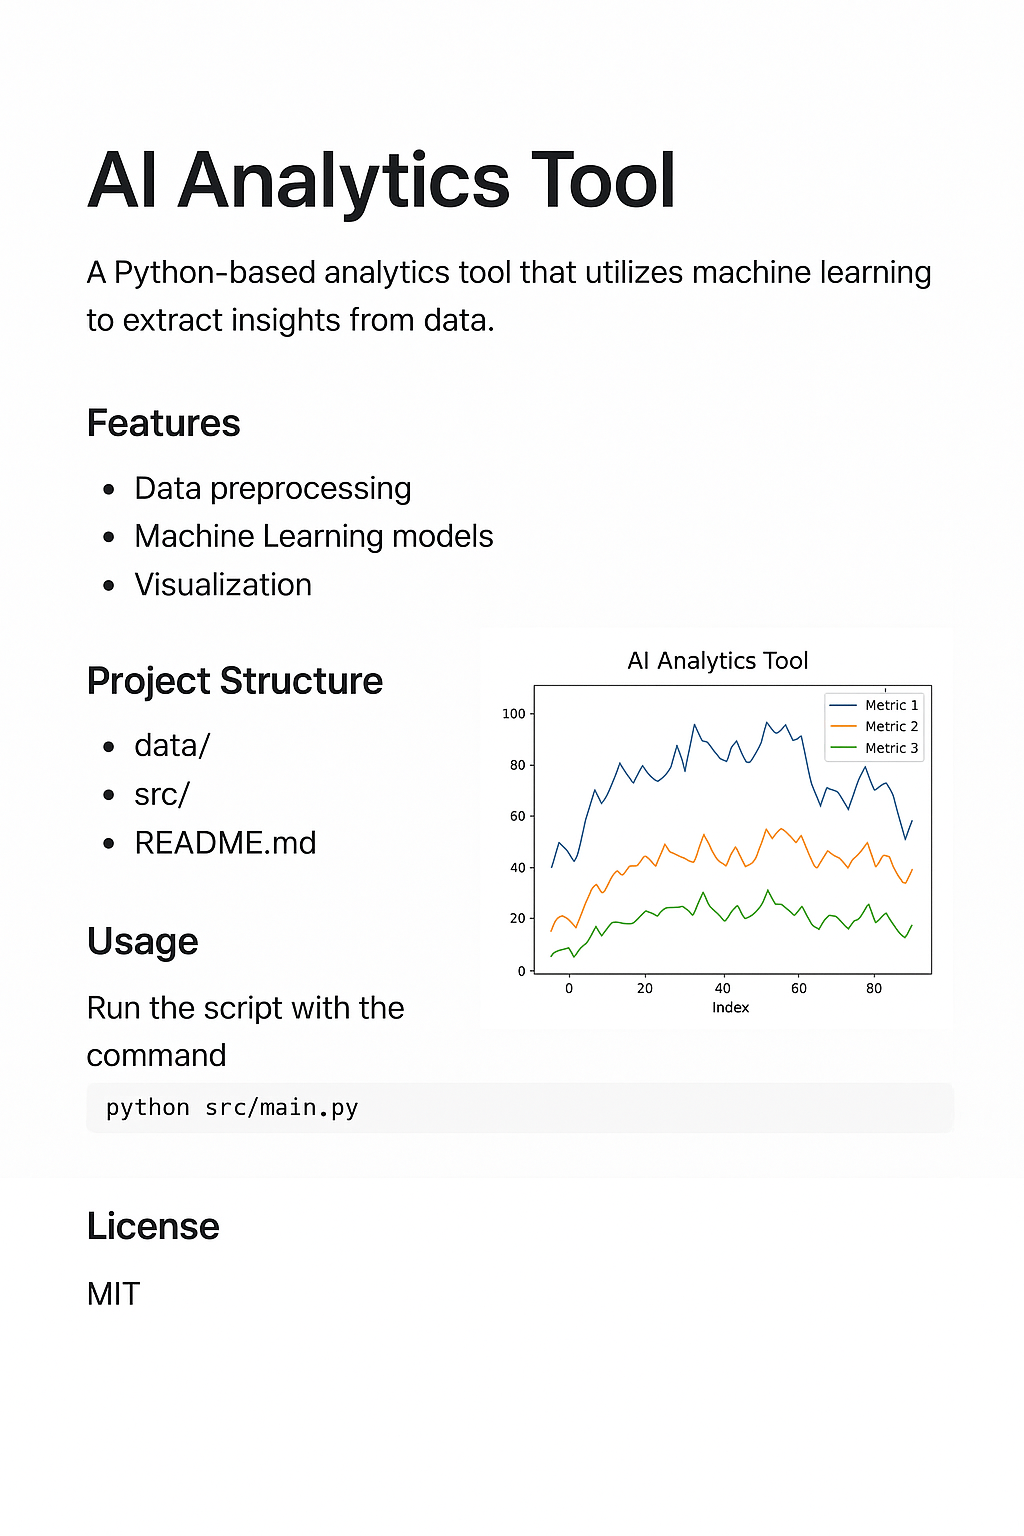 AI Analytics Tool
A Python-based analytics tool that utilizes machine learning
to extract insights from data.
Features
• Data preprocessing
• Machine Learning models
• Visualization
Project Structure
• data/
• src/
• README.md
AI Analytics Tool
Metric 1
Metric 2
Metric 3
100
80
60
40
20
0
0 20 40 60 80
Index
Usage
Run the script with the
command
python src/main.py
License
MIT